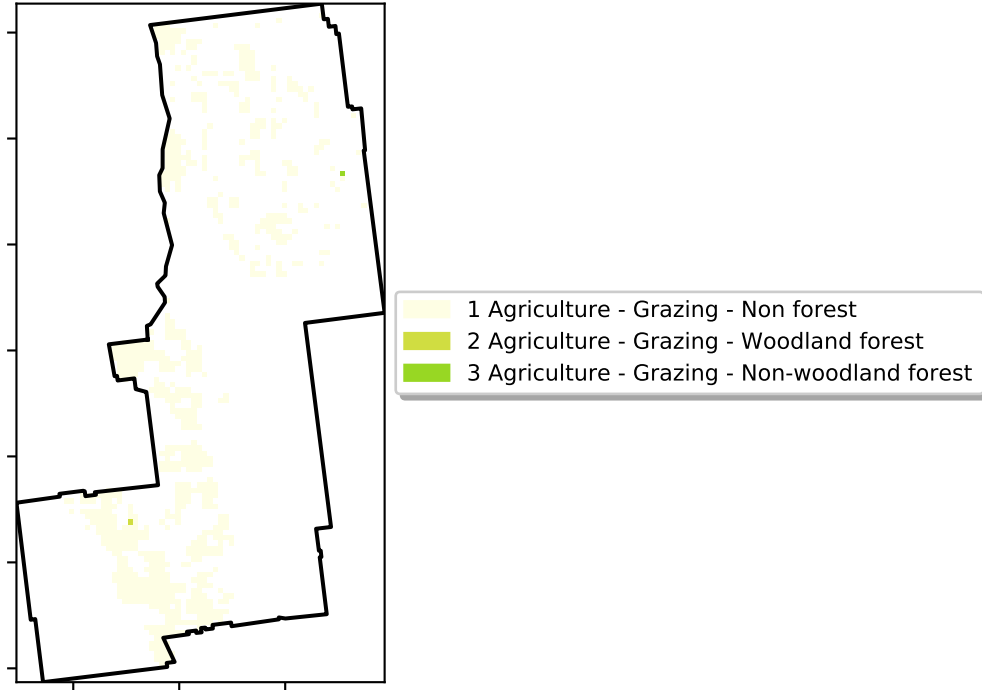 1 Agriculture - Grazing - Non forest
2 Agriculture - Grazing - Woodland forest
3 Agriculture - Grazing - Non-woodland forest